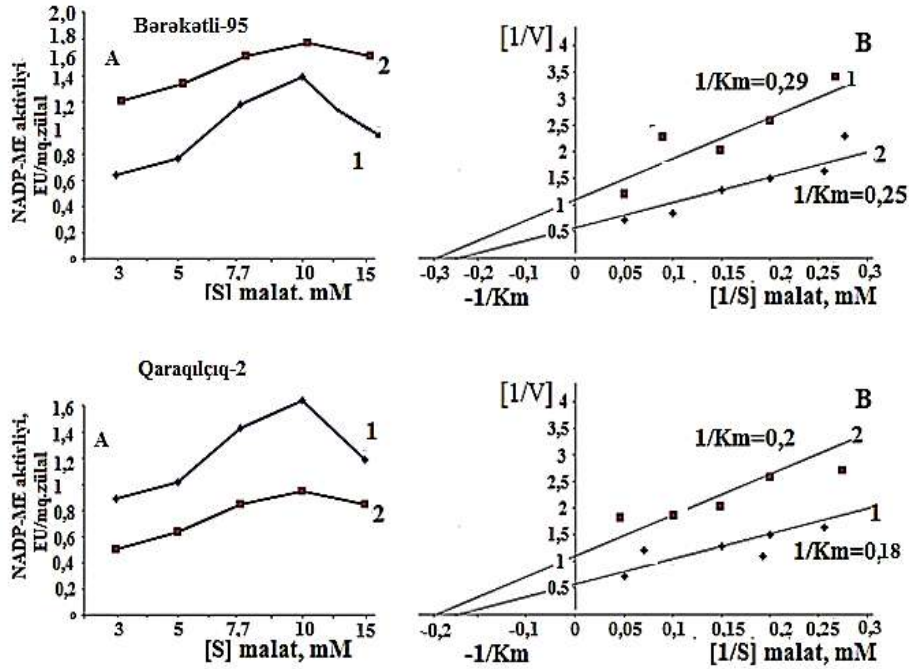 Bərəkətli-95
A
NADP-ME aktivliyi
EU/mq.zülal
2,0
1,8
1,6
1,4
1,2
1
0,8
0,6
0,4
0,2
0
2
1
3 5 7,7 10 15
[S] malat. mM
[1/V]
B
4
3,5
3
2,5
2
1,5
1
0.5
1/Km=0,29
1
2
1/Km=0,25
-0,3 -0,2 -0,1 0 0,05 0,1 0,15 0,2 0,25 0,3
-1/Km
[1/S] malat, mM
Qaraqılçıq-2
A
NADP-ME aktivliyi,
EU/mq.zülal
1,6
1,4
1,2
1
0,8
0,6
0,4
0,2
0
1
2
3 5 7,7 10 15
[S] malat, mM
[1/V]
B
4
3,5
3
2,5
2
1,5
1
0.5
1/Km=0,2
2
1
1/Km=0,18
-0,2 -0,1 0 0,05 0,1 0,15 0,2 0,25 0,3
-1/Km
[1/S] malat, mM